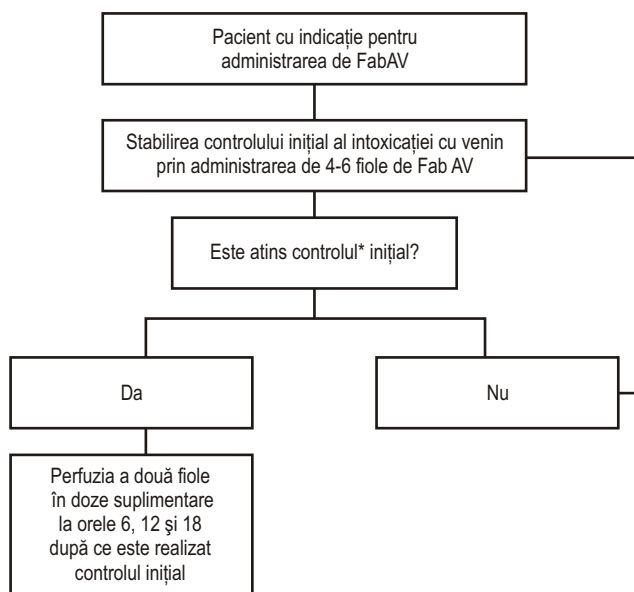 Pacient cu indicație pentru
administrarea de FabAV
Stabilirea controlului inițial al intoxicației cu venin
prin administrarea de 4-6 fiole de Fab AV
Este atins controlul* inițial?
Da
Nu
Perfuzia a două fiole
în doze suplimentare
la orele 6, 12 şi 18
după ce este realizat
controlul inițial